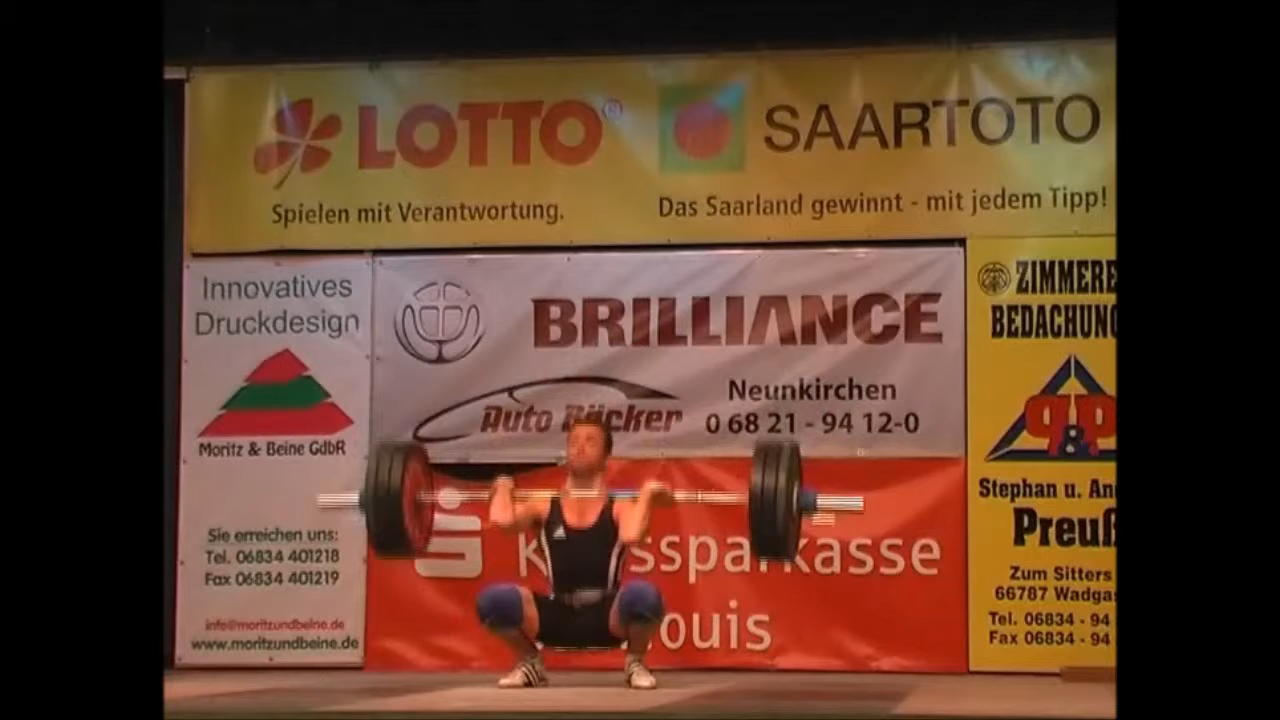 LOTTO®
Spielen mit Verantwortung.
SAARTOTO
Das Saarland gewinnt - mit jedem Tipp!
Innovatives
Druckdesign
Moritz & Beine GdbR
Sie erreichen uns:
Tel. 06834 401218
Fax 06834 401219
info@moritzundbeine.de
www.moritzundbeine.de
BRILLIANCE
Auto Bücker
Neunkirchen
0 68 21 - 94 12-0
K ssparkasse
louis
ZIMMERE
BEDACHUNG
P&P
Stephan u. An
Preuß
Zum Sitters
66787 Wadgas
Tel. 06834 - 94
Fax 06834 - 94